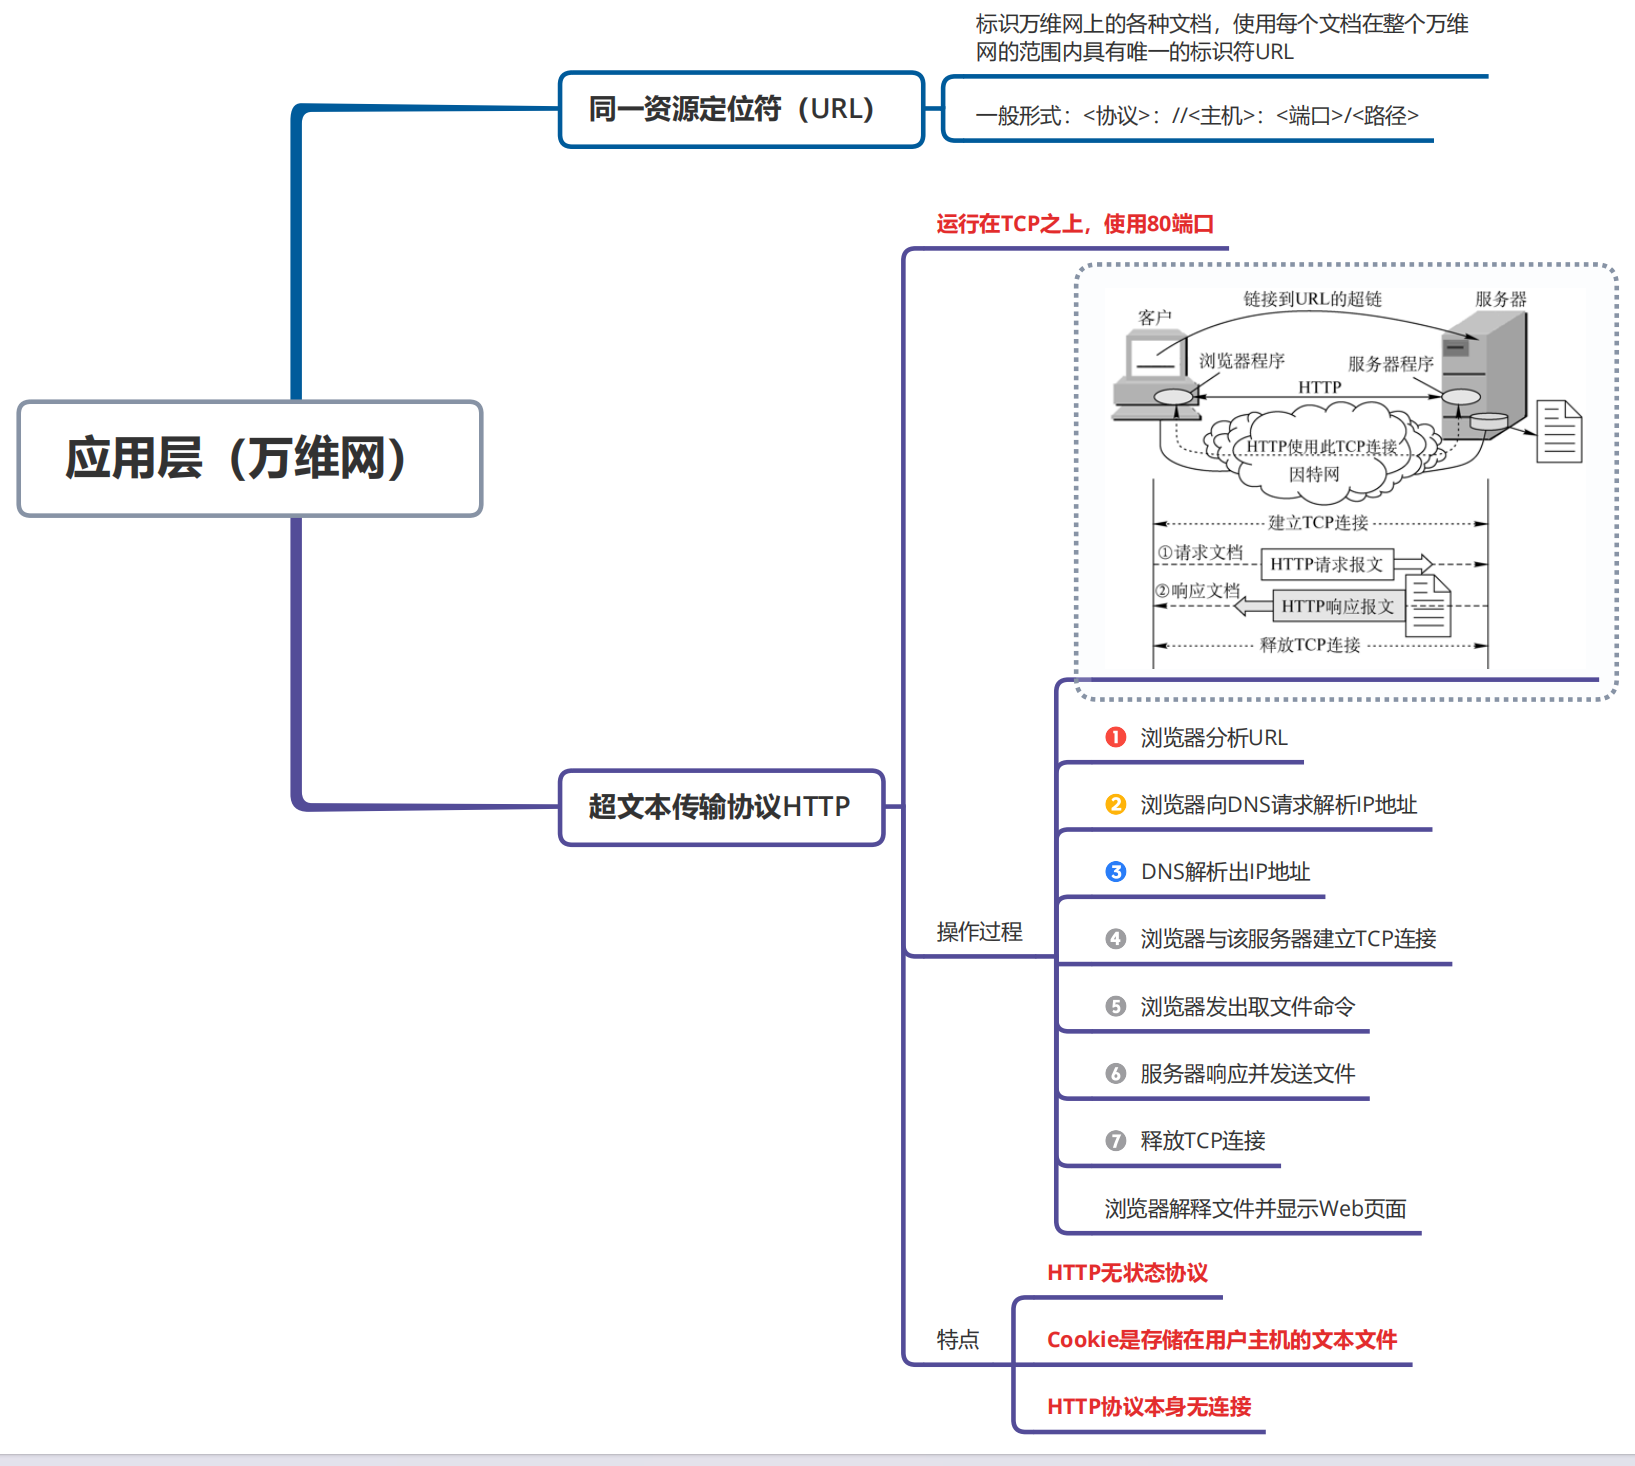 标识万维网上的各种文档，使用每个文档在整个万维
网的范围内具有唯一的标识符URL
同一资源定位符（URL）
一般形式：<协议>：//<主机>：<端口>/<路径>
运行在TCP之上，使用80端口
链接到URL的超链
服务器
客户
浏览器程序
服务器程序
HTTP
HTTP使用此TCP连接
因特网
建立TCP连接
①请求文档
HTTP请求报文
②响应文档
HTTP响应报文
释放TCP连接
应用层（万维网）
超文本传输协议HTTP
操作过程
1 浏览器分析URL
2 浏览器向DNS请求解析IP地址
3 DNS解析出IP地址
4 浏览器与该服务器建立TCP连接
5 浏览器发出取文件命令
6 服务器响应并发送文件
7 释放TCP连接
浏览器解释文件并显示Web页面
特点
HTTP无状态协议
Cookie是存储在用户主机的文本文件
HTTP协议本身无连接